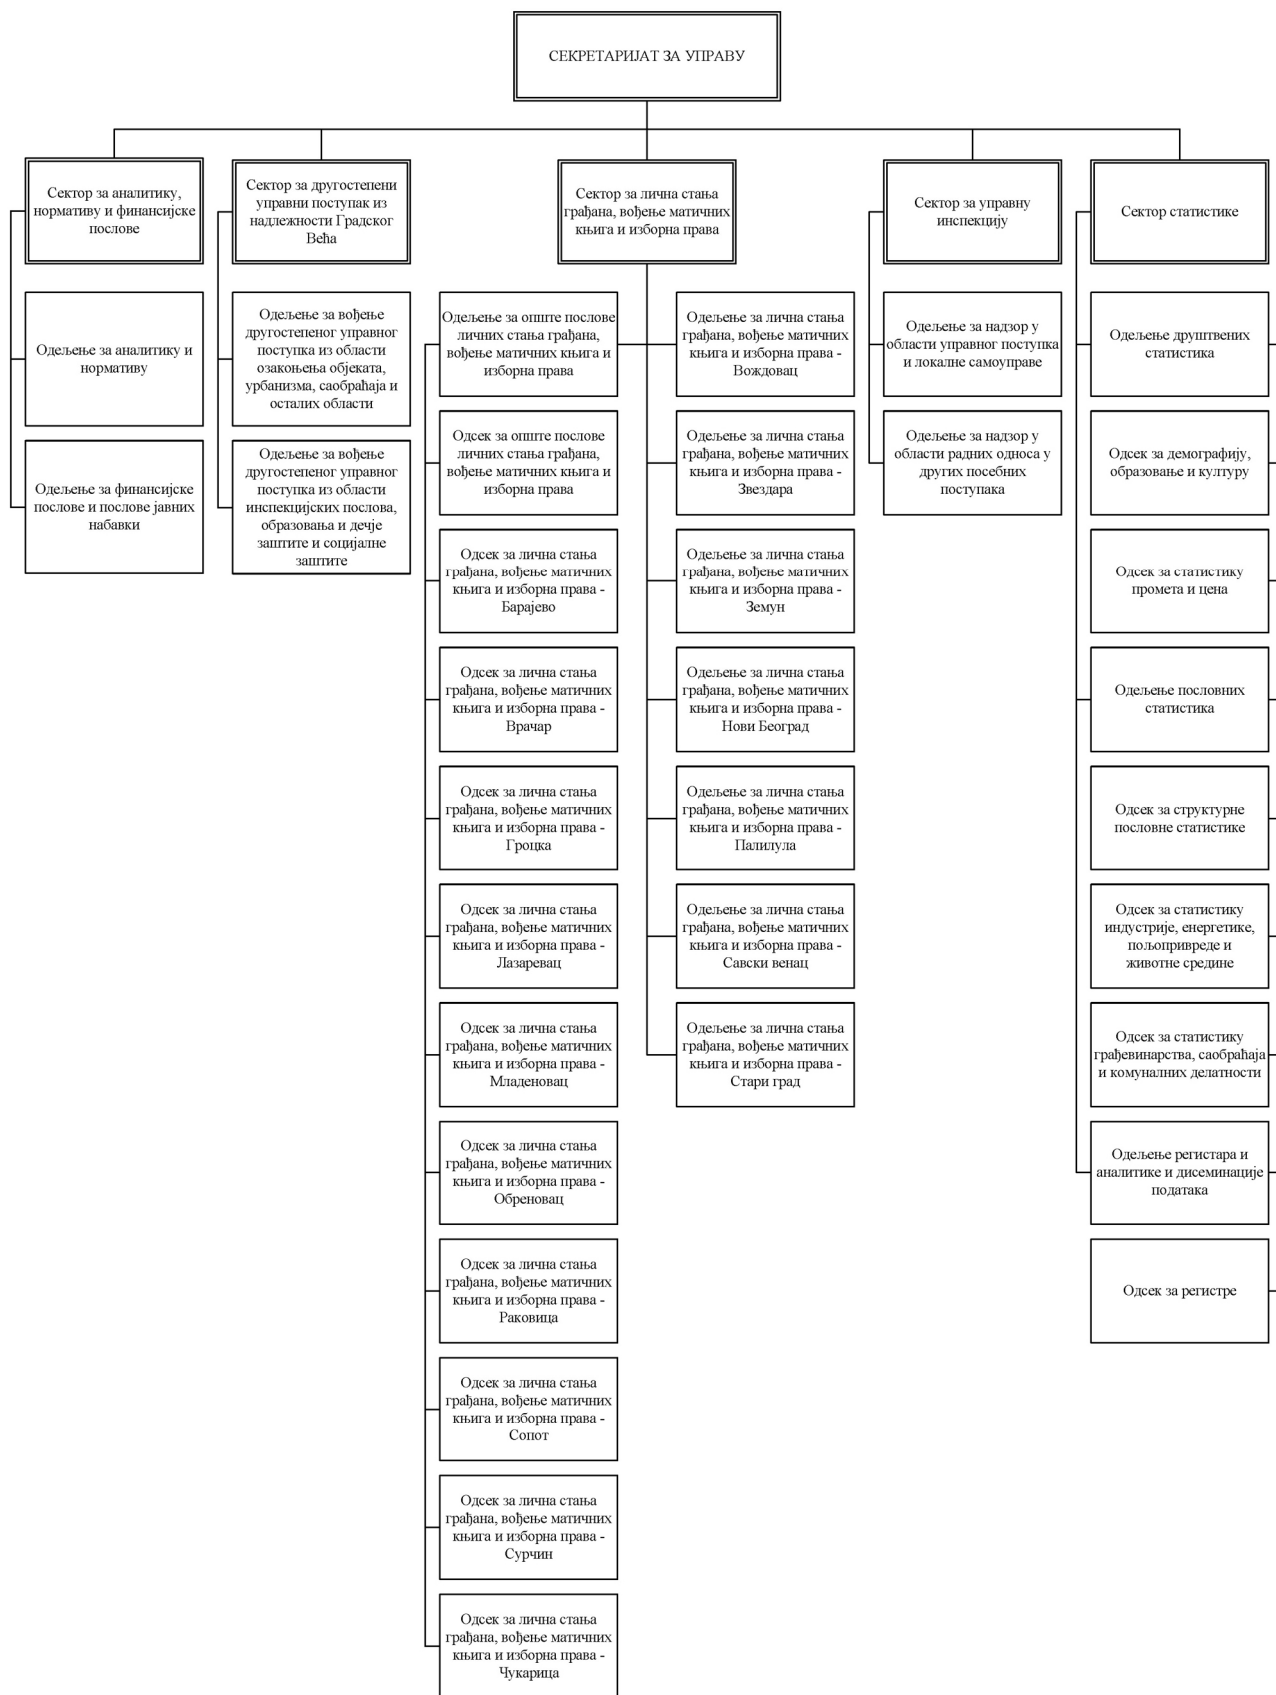 СЕКРЕТАРИЈАТ ЗА УПРАВУ
Сектор за аналитику,
нормативу и финансијске
послове
Сектор за другостепени
управни поступак из
надлежности Градског
Већа
Сектор за лична стања
грађана, вођење матичних
књига и изборна права
Сектор за управну
инспекцију
Сектор статистике
Одељење за аналитику и
нормативу
Одељење за финансијске
послове и послове јавних
набавки
Одељење за вођење
другостепеног управног
поступка из области
озакоњења објеката,
урбанизма, саобраћаја и
осталих области
Одељење за вођење
другостепеног управног
поступка из области
инспекцијских послова,
образовања и дечје
заштите и социјалне
заштите
Одељење за опште послове
личних стања грађана,
вођење матичних књига и
изборна права
Одсек за опште послове
личних стања грађана,
вођење матичних књига и
изборна права
Одсек за лична стања
грађана, вођење матичних
књига и изборна права -
Барајево
Одсек за лична стања
грађана, вођење матичних
књига и изборна права -
Врачар
Одсек за лична стања
грађана, вођење матичних
књига и изборна права -
Гроцка
Одсек за лична стања
грађана, вођење матичних
књига и изборна права -
Лазаревац
Одсек за лична стања
грађана, вођење матичних
књига и изборна права -
Младеновац
Одсек за лична стања
грађана, вођење матичних
књига и изборна права -
Обреновац
Одсек за лична стања
грађана, вођење матичних
књига и изборна права -
Раковица
Одсек за лична стања
грађана, вођење матичних
књига и изборна права -
Сопот
Одсек за лична стања
грађана, вођење матичних
књига и изборна права -
Сурчин
Одсек за лична стања
грађана, вођење матичних
књига и изборна права -
Чукарица
Одељење за лична стања
грађана, вођење матичних
књига и изборна права -
Вождовац
Одељење за лична стања
грађана, вођење матичних
књига и изборна права -
Звездара
Одељење за лична стања
грађана, вођење матичних
књига и изборна права -
Земун
Одељење за лична стања
грађана, вођење матичних
књига и изборна права -
Нови Београд
Одељење за лична стања
грађана, вођење матичних
књига и изборна права -
Палилула
Одељење за лична стања
грађана, вођење матичних
књига и изборна права -
Савски венац
Одељење за лична стања
грађана, вођење матичних
књига и изборна права -
Стари град
Одељење за надзор у
области управног поступка
и локалне самоуправе
Одељење за надзор у
области радних односа у
других посебних
поступака
Одељење друштвених
статистика
Одсек за демографију,
образовање и културу
Одсек за статистику
промета и цена
Одељење пословних
статистика
Одсек за структурне
пословне статистике
Одсек за статистику
индустрије, енергетике,
пољопривреде и
животне средине
Одсек за статистику
грађевинарства, саобраћаја
и комуналних делатности
Одељење регистара и
аналитике и дисеминације
података
Одсек за регистре